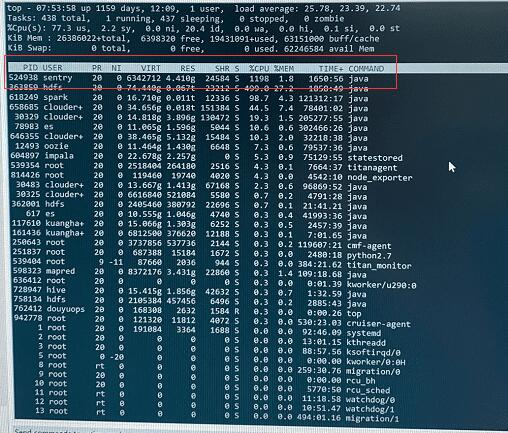 top - 07:53:58 up 1159 days, 12:09, 1 user, load average: 25.78, 23.39, 22.74
Tasks: 438 total, 1 running, 437 sleeping, 0 stopped, 0 zombie
%Cpu(s): 77.3 us, 2.2 sy, 0.0 ni, 20.4 id, 0.0 wa, 0.0 hi, 0.1 si, 0.0 st
KiB Mem : 26386022+total, 6398320 free, 19431091+used, 63151000 buff/cache
KiB Swap: 0 total, 0 free, 0 used. 62246584 avail Mem
PID USER PR NI VIRT RES SHR S %CPU %MEM TIME+ COMMAND
524938 sentry 20 0 6342712 4.410g 24584 S 1198 1.8 1650:56 java
363859 hdfs 20 0 74.440g 0.067t 23212 S 499.0 27.2 1850:49 java
618249 spark 20 0 16.710g 0.011t 12336 S 98.7 4.3 121312:17 java
658685 clouder+ 20 0 34.656g 0.018t 151384 S 44.5 7.4 78401:02 java
30329 clouder+ 20 0 14.818g 3.896g 130472 S 19.3 1.5 205277:55 java
78983 es 20 0 11.065g 1.596g 5044 S 10.6 0.6 302466:26 java
646355 clouder+ 20 0 38.465g 5.132g 15484 S 10.3 2.0 32218:38 java
12493 oozie 20 0 11.464g 1.430g 6648 S 7.3 0.6 79537:36 java
604897 impala 20 0 22.678g 2.257g 0 S 5.3 0.9 75129:55 statestored
539354 root 20 0 2518404 264180 2516 S 4.3 0.1 7664:37 titanagent
814426 root 20 0 119460 19740 4020 S 4.3 0.0 4542:10 node_exporter
30483 clouder+ 20 0 13.667g 1.413g 67168 S 2.3 0.6 96869:52 java
30325 clouder+ 20 0 6616840 521084 5580 S 0.7 0.2 4791:28 java
362001 hdfs 20 0 2405460 380792 22695 S 0.7 0.1 21:41.21 java
617 es 20 0 10.555g 1.046g 4740 S 0.3 0.4 41993:36 java
117610 kuangha+ 20 0 15.066g 1.303g 6252 S 0.3 0.5 2457:39 java
161436 kuangha+ 20 0 6812500 376620 12188 S 0.3 0.1 7:01.65 java
250643 root 20 0 3737856 537736 2144 S 0.3 0.2 119607:21 cmf-agent
251837 root 20 0 687388 15184 1672 S 0.3 0.0 2480:18 python2.7
539404 root 9 -11 87660 2036 944 S 0.3 0.0 384:21.62 titan_monitor
598323 mapred 20 0 8372176 3.431g 22860 S 0.3 1.4 109:18.68 java
636412 root 20 0 0 0 0 S 0.3 0.0 0:00.02 kworker/u290:0
728947 hive 20 0 15.415g 1.856g 42632 S 0.3 0.7 1:32.59 java
758134 hdfs 20 0 2105384 457456 6496 S 0.3 0.2 2885:43 java
762412 douyuops 20 0 168308 2632 1584 R 0.3 0.0 0:00.26 top
942778 root 20 0 121320 11812 4072 S 0.3 0.0 530:23.03 cruiser-agent
1 root 20 0 191084 3364 1688 S 0.0 0.0 92:46.09 systemd
2 root 20 0 0 0 0 S 0.0 0.0 13:01.15 kthreadd
3 root 20 0 0 0 0 S 0.0 0.0 88:57.56 ksoftirqd/0
5 root 0 -20 0 0 0 S 0.0 0.0 0:00.00 kworker/0:0H
8 root rt 0 0 0 0 S 0.0 0.0 259:30.76 migration/0
9 root 20 0 0 0 0 S 0.0 0.0 0:00.00 rcu_bh
10 root 20 0 0 0 0 S 0.0 0.0 5770:50 rcu_sched
11 root rt 0 0 0 0 S 0.0 0.0 11:18.58 watchdog/0
12 root rt 0 0 0 0 S 0.0 0.0 10:51.47 watchdog/1
13 root rt 0 0 0 0 S 0.0 0.0 494:01.16 migration/1